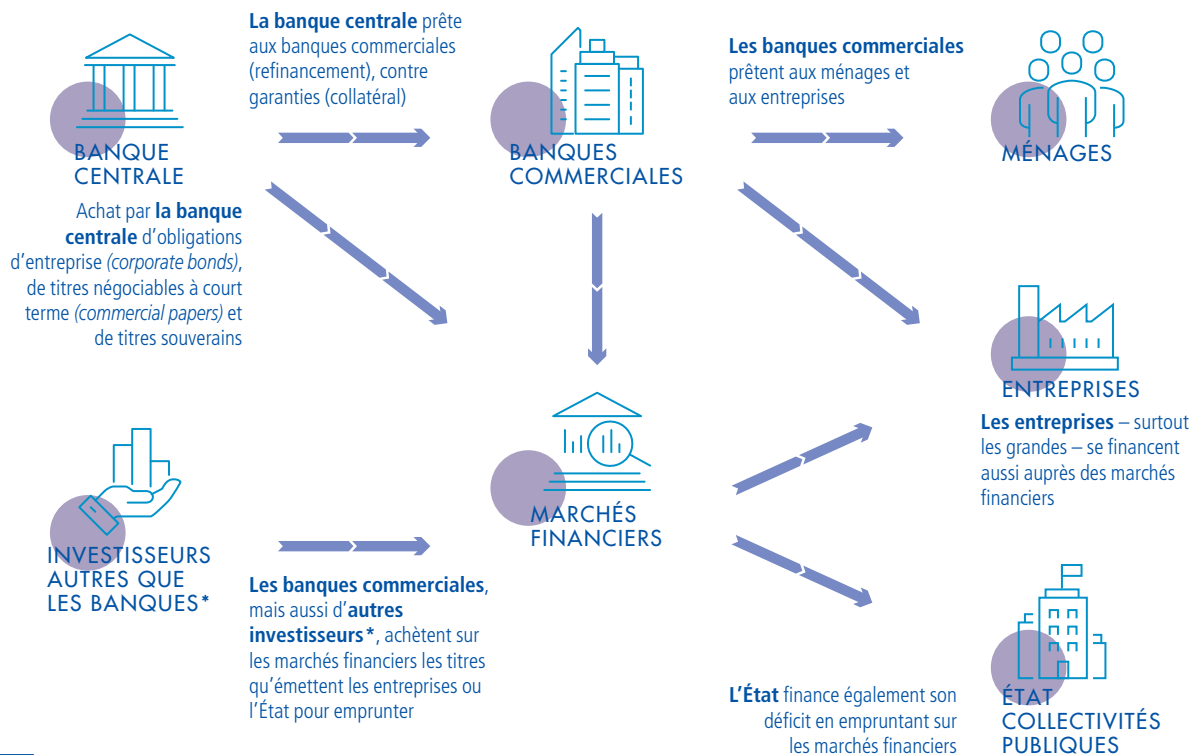 La banque centrale prête
aux banques commerciales
(refinancement), contre
garanties (collatéral)
Les banques commerciales
prêtent aux ménages et
aux entreprises
BANQUE
CENTRALE
BANQUES
COMMERCIALES
MÉNAGES
Achat par la banque
centrale d'obligations
d'entreprise (corporate bonds),
de titres négociables à court
terme (commercial papers) et
de titres souverains
ENTREPRISES
Les entreprises – surtout
les grandes – se financent
aussi auprès des marchés
financiers
MARCHÉS
FINANCIERS
INVESTISSEURS
AUTRES QUE
LES BANQUES*
Les banques commerciales,
mais aussi d'autres
investisseurs*, achètent sur
les marchés financiers les titres
qu'émettent les entreprises ou
l'État pour emprunter
L'État finance également son
déficit en empruntant sur
les marchés financiers
ÉTAT
COLLECTIVITÉS
PUBLIQUES